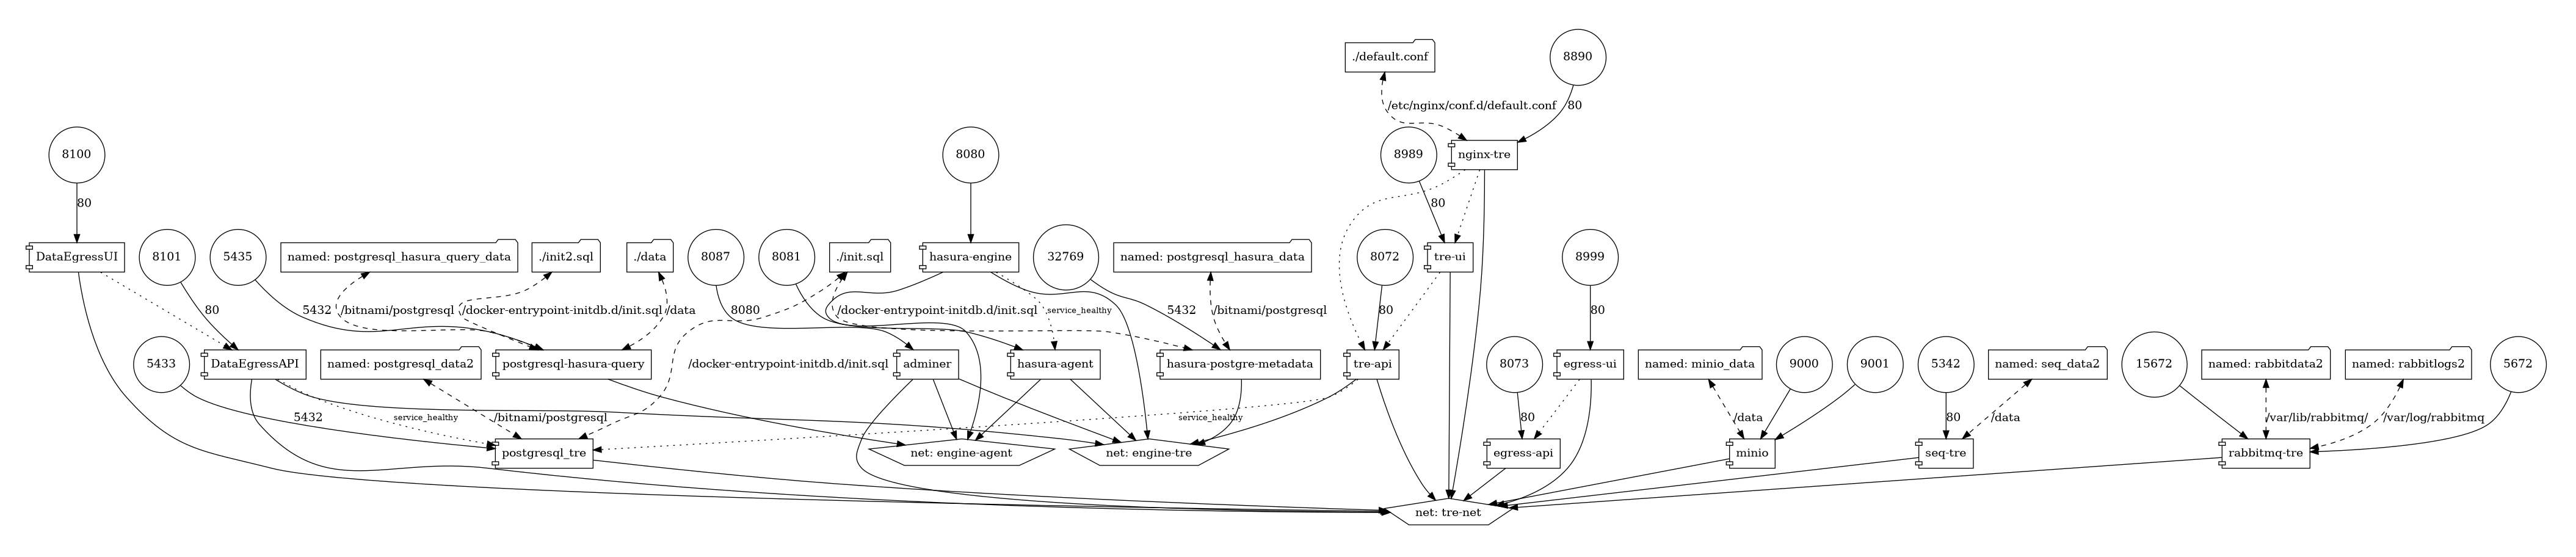 ./default.conf
8890
/etc/nginx/conf.d/default.conf
80
8100
8080
8989
nginx-tre
80
80
DataEgressUI
8101
5435
named: postgresql_hasura_query_data
./init2.sql
./data
8087
8081
./init.sql
hasura-engine
32769
named: postgresql_hasura_data
8072
tre-ui
8999
80
5432
/bitnami/postgresql
/docker-entrypoint-initdb.d/init.sql
/data
8080
/docker-entrypoint-initdb.d/init.sql
service_healthy
5432
/bitnami/postgresql
80
80
5433
DataEgressAPI
named: postgresql_data2
postgresql-hasura-query
/docker-entrypoint-initdb.d/init.sql
adminer
hasura-agent
hasura-postgre-metadata
tre-api
8073
egress-ui
named: minio_data
9000
9001
5342
named: seq_data2
15672
named: rabbitdata2
named: rabbitlogs2
5672
5432
service_healthy
/bitnami/postgresql
service_healthy
80
/data
80
/data
/var/lib/rabbitmq/
/var/log/rabbitmq
postgresql_tre
net: engine-agent
net: engine-tre
egress-api
minio
seq-tre
rabbitmq-tre
net: tre-net